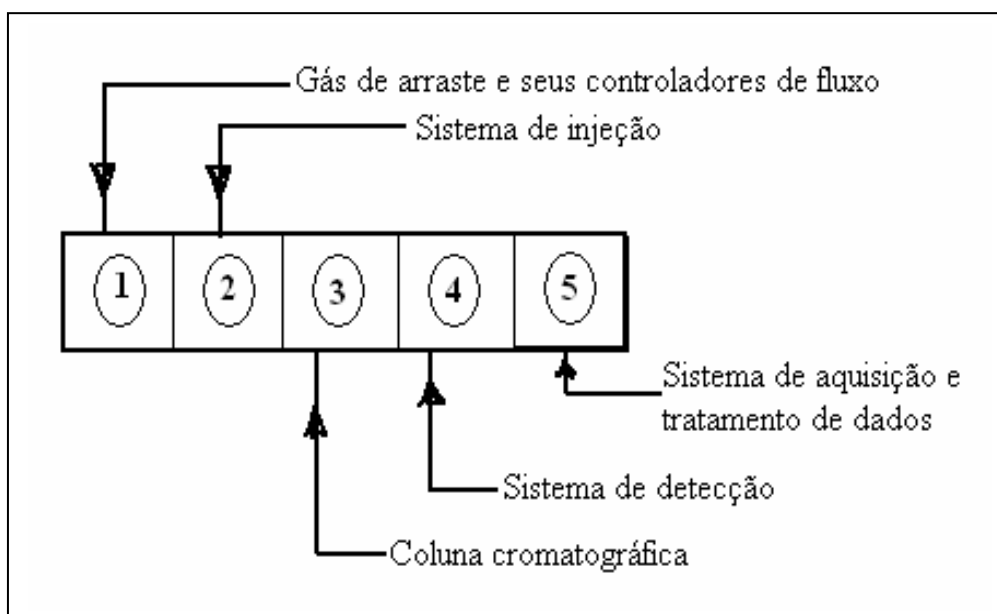 Gás de arraste e seus controladores de fluxo
Sistema de injeção
1 2 3 4 5
Sistema de aquisição e
tratamento de dados
Sistema de detecção
Coluna cromatográfica